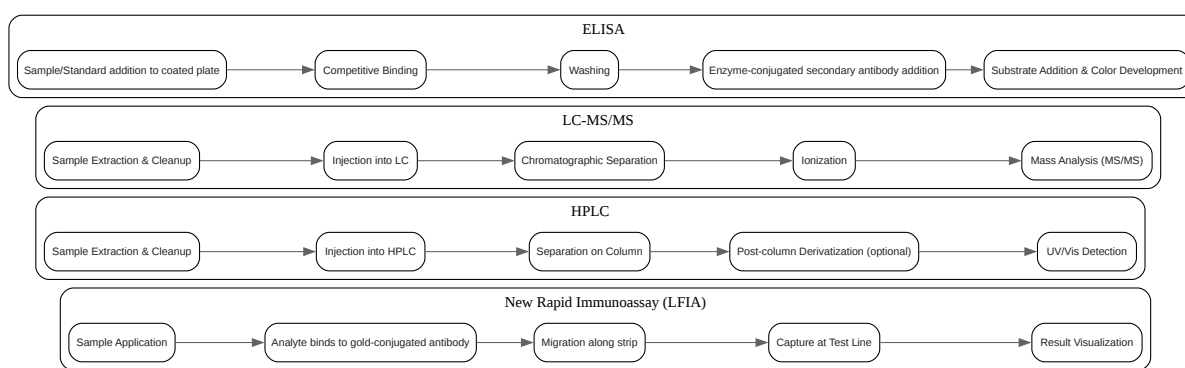 ELISA
Sample/Standard addition to coated plate
Competitive Binding
Washing
Enzyme-conjugated secondary antibody addition
Substrate Addition & Color Development
LC-MS/MS
Sample Extraction & Cleanup
Injection into LC
Chromatographic Separation
Ionization
Mass Analysis (MS/MS)
HPLC
Sample Extraction & Cleanup
Injection into HPLC
Separation on Column
Post-column Derivatization (optional)
UV/Vis Detection
New Rapid Immunoassay (LFIA)
Sample Application
Analyte binds to gold-conjugated antibody
Migration along strip
Capture at Test Line
Result Visualization